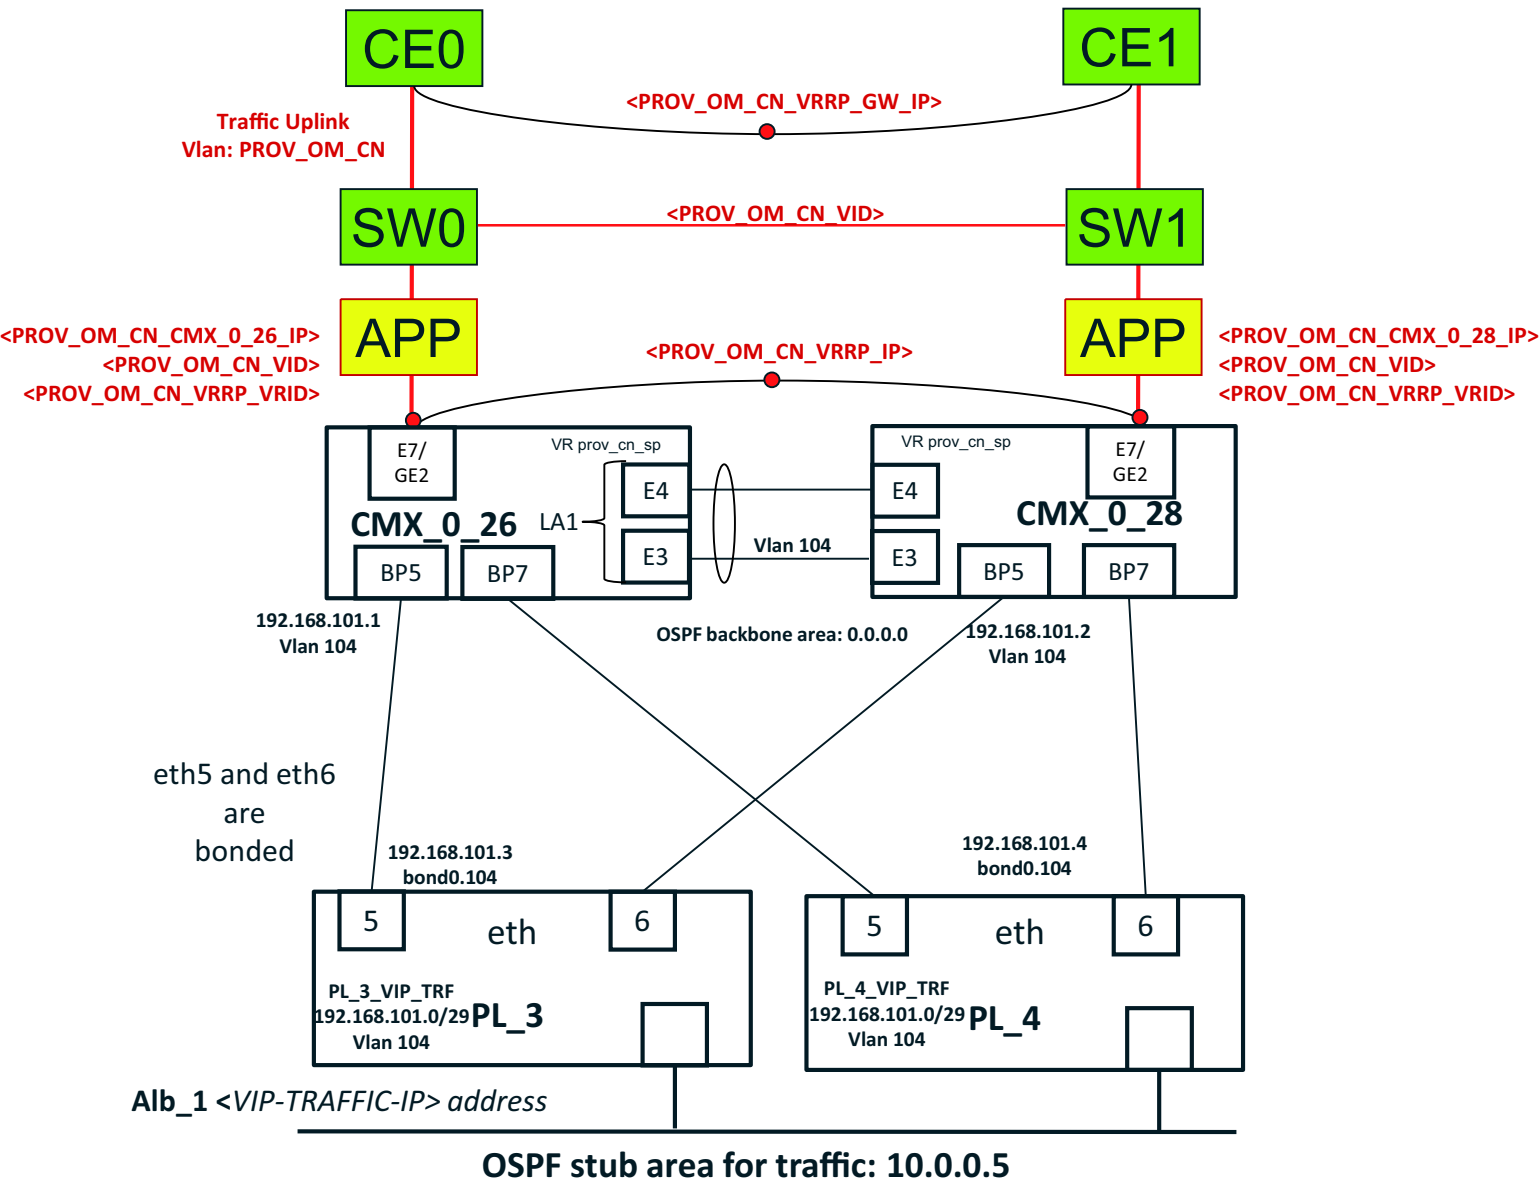 CE0
CE1
<PROV_OM_CN_VRRP_GW_IP>
Traffic Uplink
Vlan: PROV_OM_CN
SW0
<PROV_OM_CN_VID>
SW1
APP
APP
<PROV_OM_CN_CMX_0_26_IP>
<PROV_OM_CN_VID>
<PROV_OM_CN_VRRP_VRID>
<PROV_OM_CN_VRRP_IP>
<PROV_OM_CN_CMX_0_28_IP>
<PROV_OM_CN_VID>
<PROV_OM_CN_VRRP_VRID>
E7/
GE2
VR prov_cn_sp
E4
LA1
CMX_0_26
E3
BP5
BP7
Vlan 104
VR prov_cn_sp
E7/
GE2
E4
CMX_0_28
E3
BP5
BP7
192.168.101.1
Vlan 104
OSPF backbone area: 0.0.0.0
192.168.101.2
Vlan 104
eth5 and eth6
are
bonded
192.168.101.3
bond0.104
192.168.101.4
bond0.104
5
eth
6
PL_3_VIP_TRF
192.168.101.0/29
Vlan 104
PL_3
5
eth
6
PL_4_VIP_TRF
192.168.101.0/29
Vlan 104
PL_4
Alb_1 <VIP-TRAFFIC-IP> address
OSPF stub area for traffic: 10.0.0.5